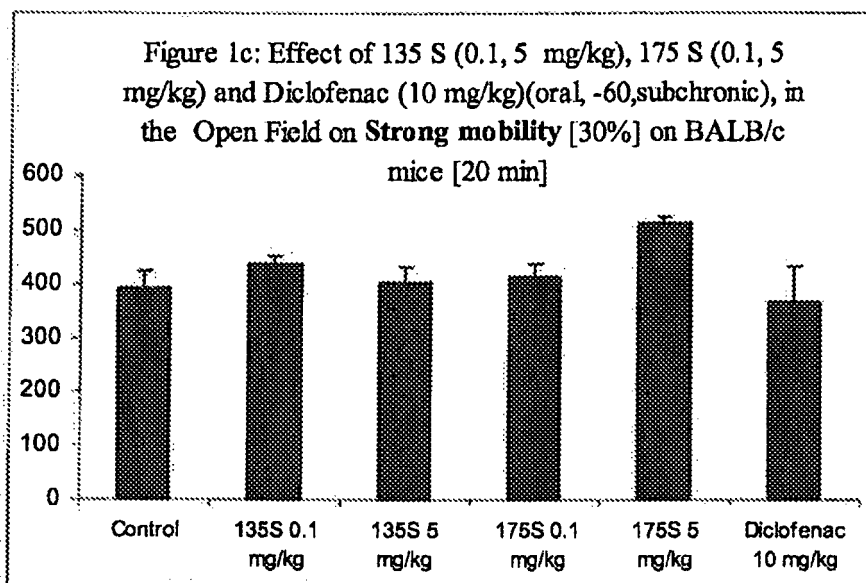 Figure 1c: Effect of 135 S (0.1, 5 mg/kg), 175 S (0.1, 5
mg/kg) and Diclofenac (10 mg/kg)(oral, -60,subchronic), in
the Open Field on Strong mobility [30%] on BALB/c
mice [20 min]
600
500
400
300
200
100
0
Control
135S 0.1
mg/kg
135S 5
mg/kg
175S 0.1
mg/kg
175S 5
mg/kg
Diclofenac
10 mg/kg